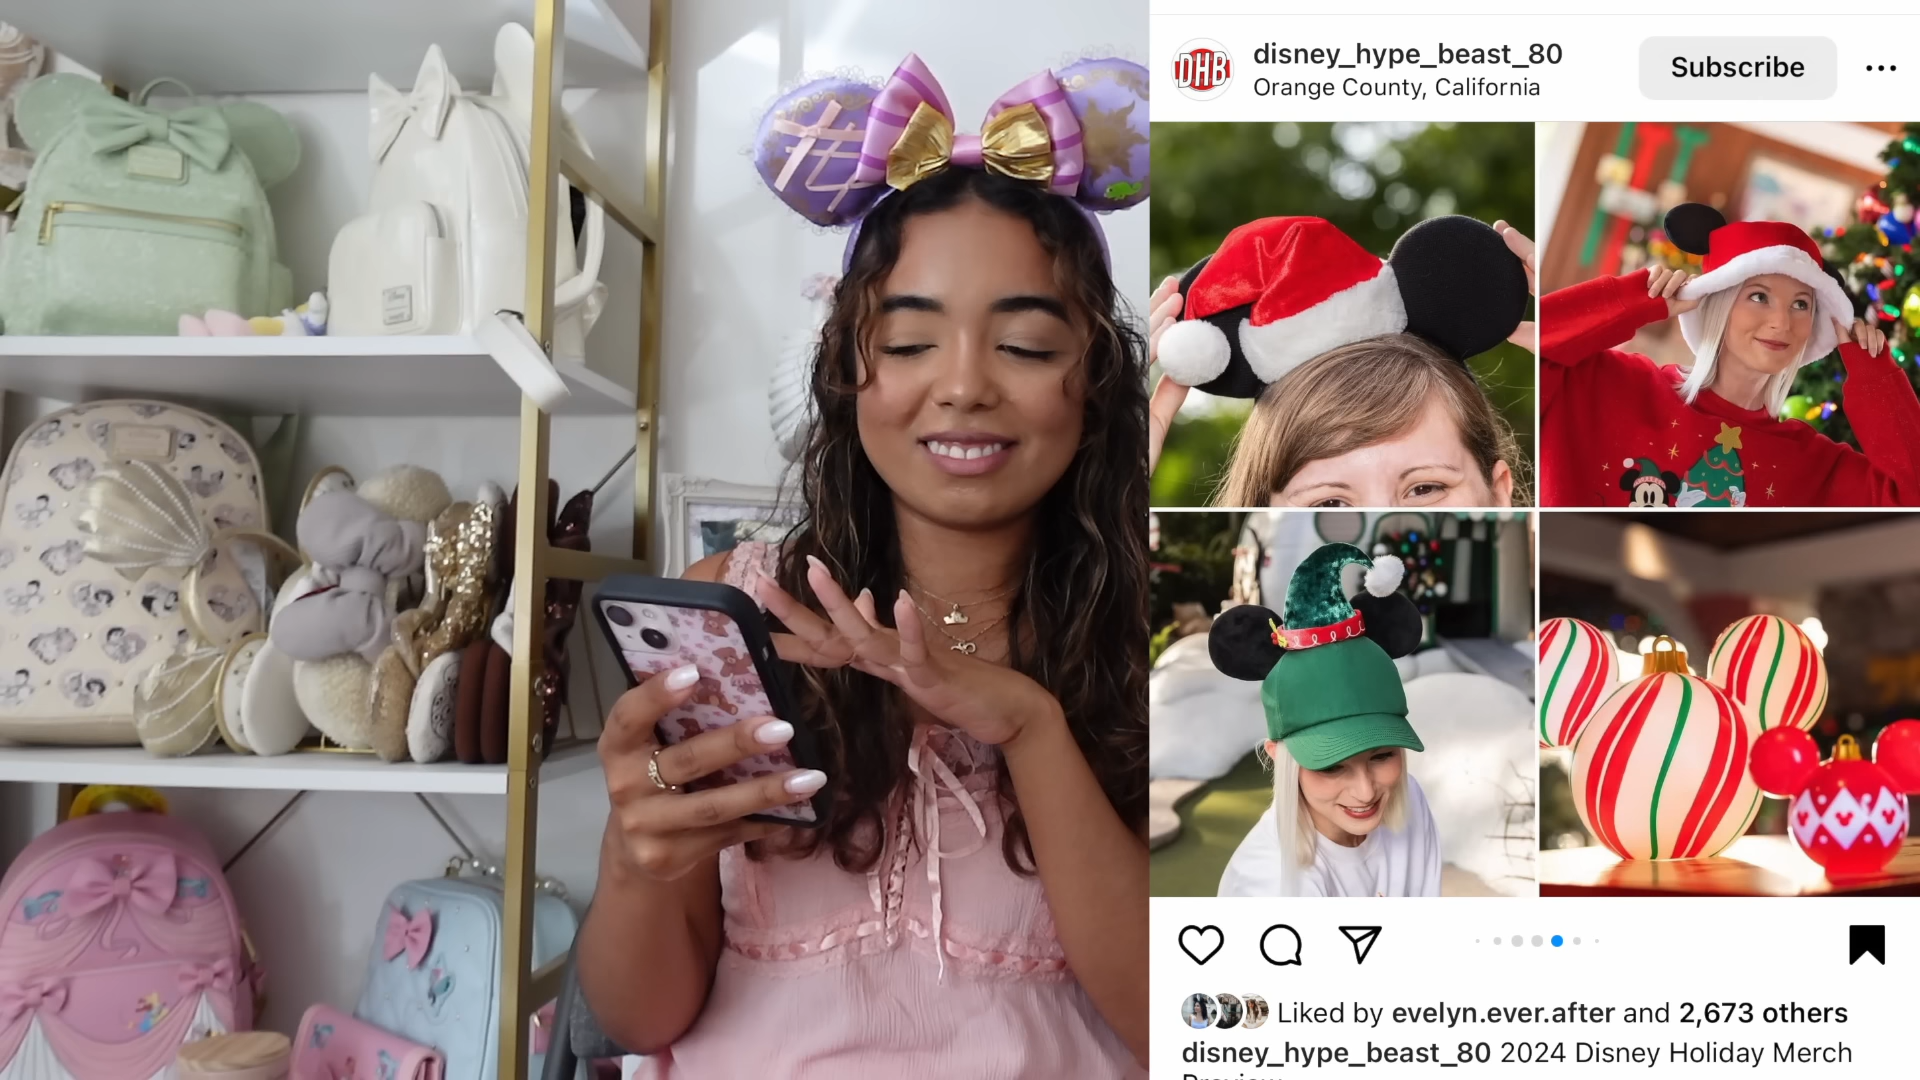 disney_hype_beast_80
Orange County, California
DHB
Subscribe
Liked by evelyn.ever.after and 2,673 others
disney_hype_beast_80 2024 Disney Holiday Merch